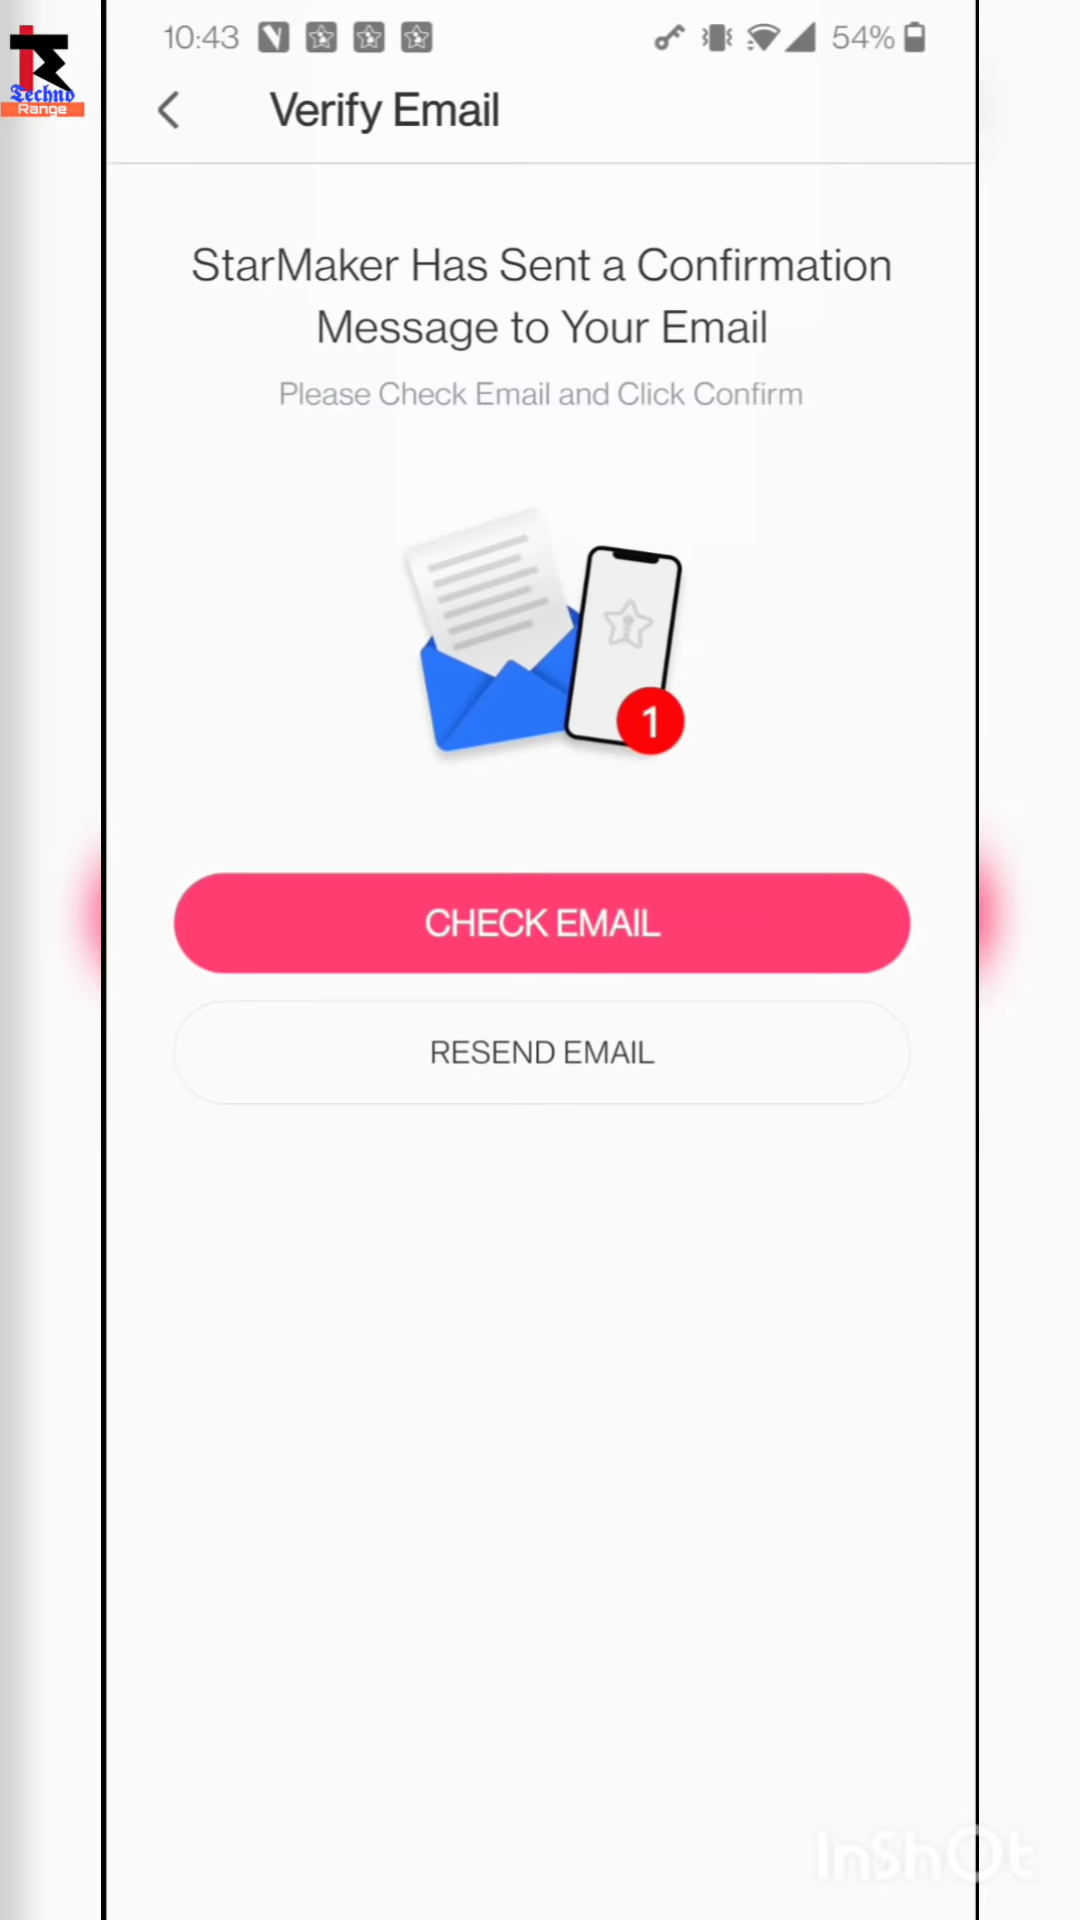 10:43
54%
Techno
Range
Verify Email
StarMaker Has Sent a Confirmation
Message to Your Email
Please Check Email and Click Confirm
1
CHECK EMAIL
RESEND EMAIL
InShOt